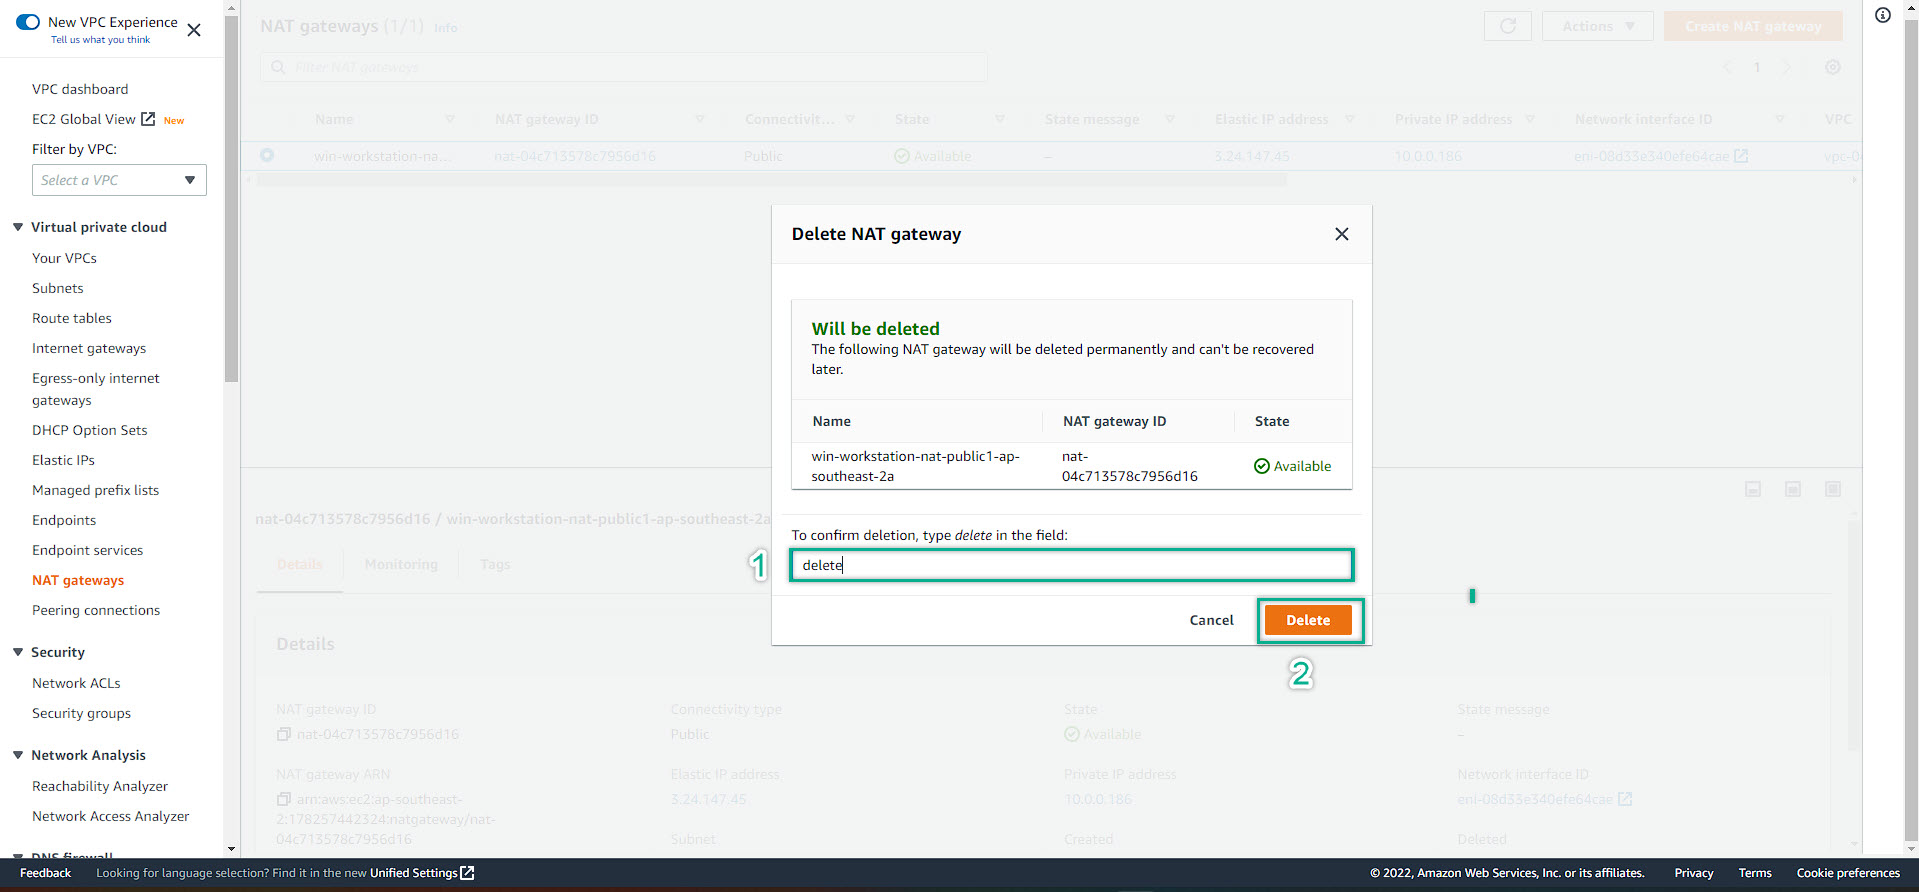 New VPC Experience
Tell us what you think
VPC dashboard
EC2 Global View New
Filter by VPC:
Select a VPC
Virtual private cloud
Your VPCs
Subnets
Route tables
Internet gateways
Egress-only internet
gateways
DHCP Option Sets
Elastic IPs
Managed prefix lists
Endpoints
Endpoint services
NAT gateways
Peering connections
Security
Network ACLs
Security groups
Network Analysis
Reachability Analyzer
Network Access Analyzer
DNS firewall
NAT gateways (1/1) Info
Actions
Create NAT gateway
Filter NAT gateways
1
Name NAT gateway ID Connectivit... State State message Elastic IP address Private IP address Network interface ID VPC
win-workstation-na... nat-04c713578c7956d16 Public Available – 3.24.147.45 10.0.0.186 eni-08d33e340efe64cae vpc-0
Delete NAT gateway
Will be deleted
The following NAT gateway will be deleted permanently and can't be recovered
later.
Name NAT gateway ID State
win-workstation-nat-public1-ap-
southeast-2a
nat-
04c713578c7956d16
Available
To confirm deletion, type delete in the field:
1
delete
Cancel
Delete
2
nat-04c713578c7956d16 / win-workstation-nat-public1-ap-southeast-2a
Details Monitoring Tags
Details
NAT gateway ID
nat-04c713578c7956d16
Connectivity type
Public
State
Available
State message
–
NAT gateway ARN
arn:aws:ec2:ap-southeast-
2:178257442324:natgateway/nat-
04c713578c7956d16
Elastic IP address
3.24.147.45
Private IP address
10.0.0.186
Network interface ID
eni-08d33e340efe64cae
Subnet
Created
Deleted
Feedback
Looking for language selection? Find it in the new Unified Settings
© 2022, Amazon Web Services, Inc. or its affiliates.
Privacy
Terms
Cookie preferences